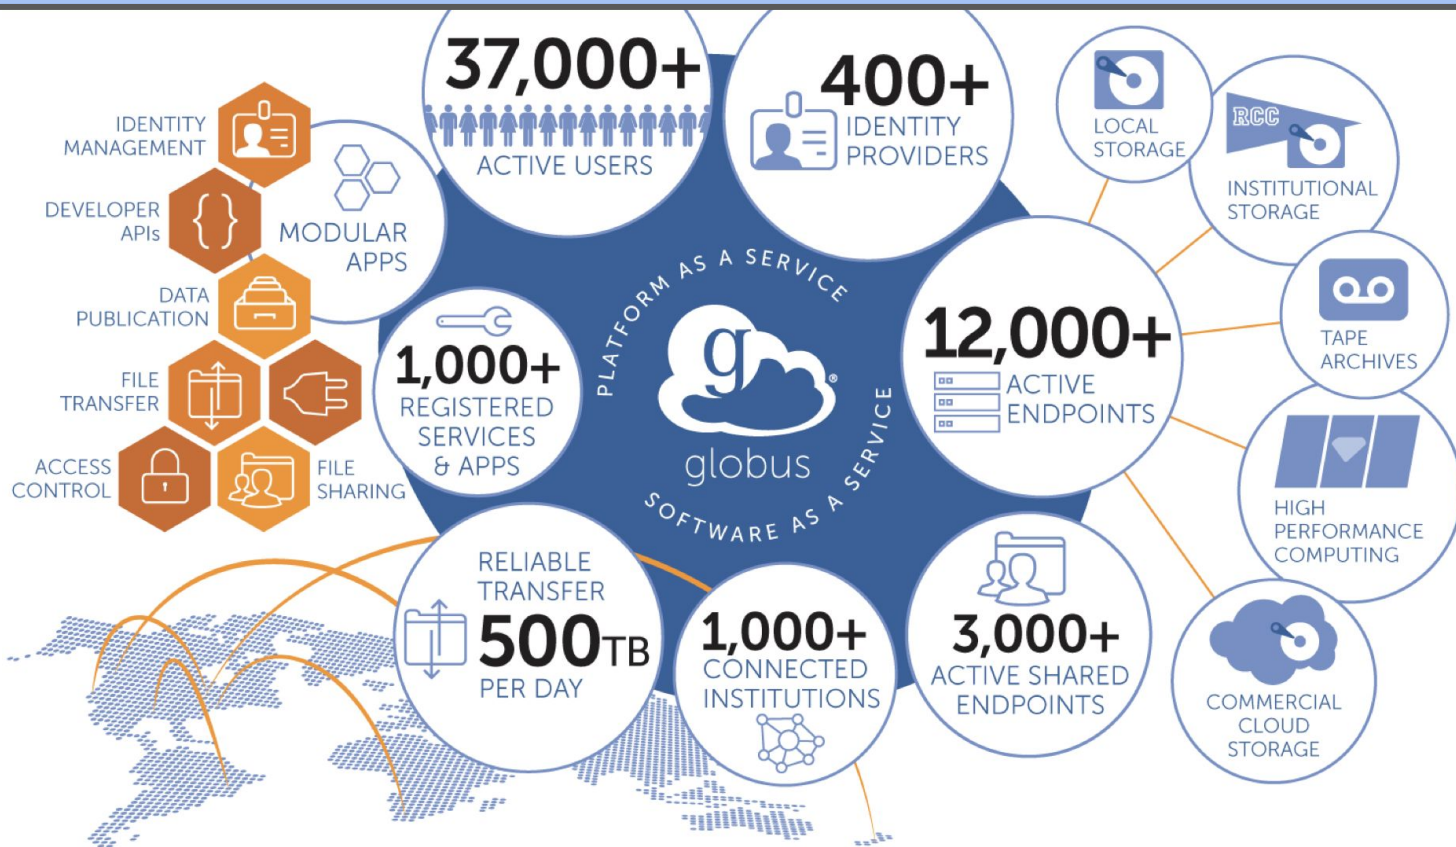 37,000+
ACTIVE USERS
400+
IDENTITY
PROVIDERS
LOCAL
STORAGE
RCC
INSTITUTIONAL
STORAGE
TAPE
ARCHIVES
HIGH
PERFORMANCE
COMPUTING
COMMERCIAL
CLOUD
STORAGE
IDENTITY
MANAGEMENT
DEVELOPER
APIs
DATA
PUBLICATION
FILE
TRANSFER
ACCESS
CONTROL
FILE
SHARING
{ }
MODULAR
APPS
1,000+
REGISTERED
SERVICES
& APPS
PLATFORM AS A SERVICE
g
®
globus
SOFTWARE AS A SERVICE
12,000+
ACTIVE
ENDPOINTS
RELIABLE
TRANSFER
500TB
PER DAY
1,000+
CONNECTED
INSTITUTIONS
3,000+
ACTIVE SHARED
ENDPOINTS